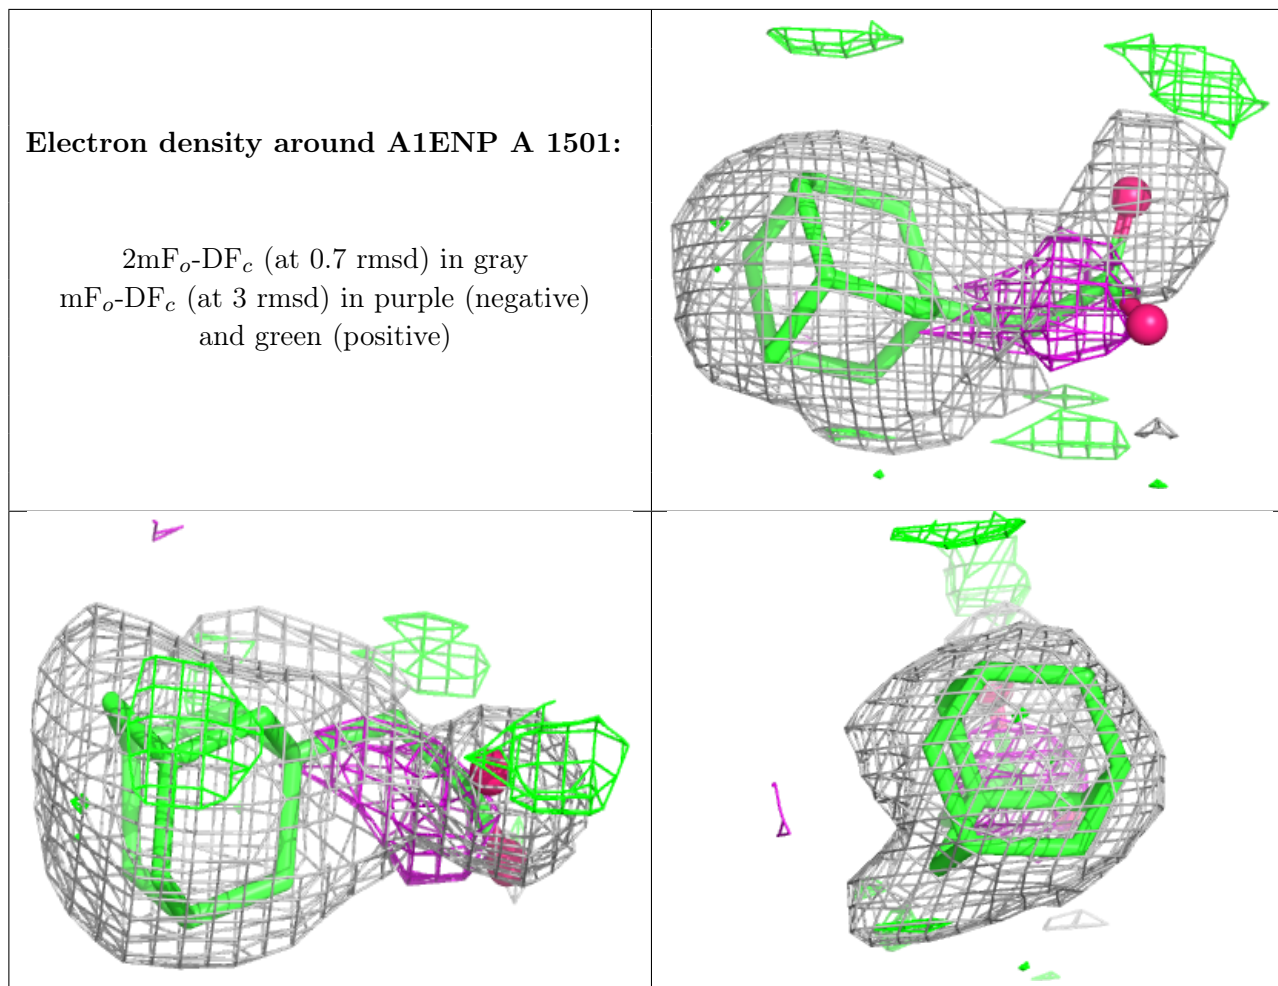 Electron density around A1ENP A 1501:
2mFo-DFc (at 0.7 rmsd) in gray
mFo-DFc (at 3 rmsd) in purple (negative)
and green (positive)